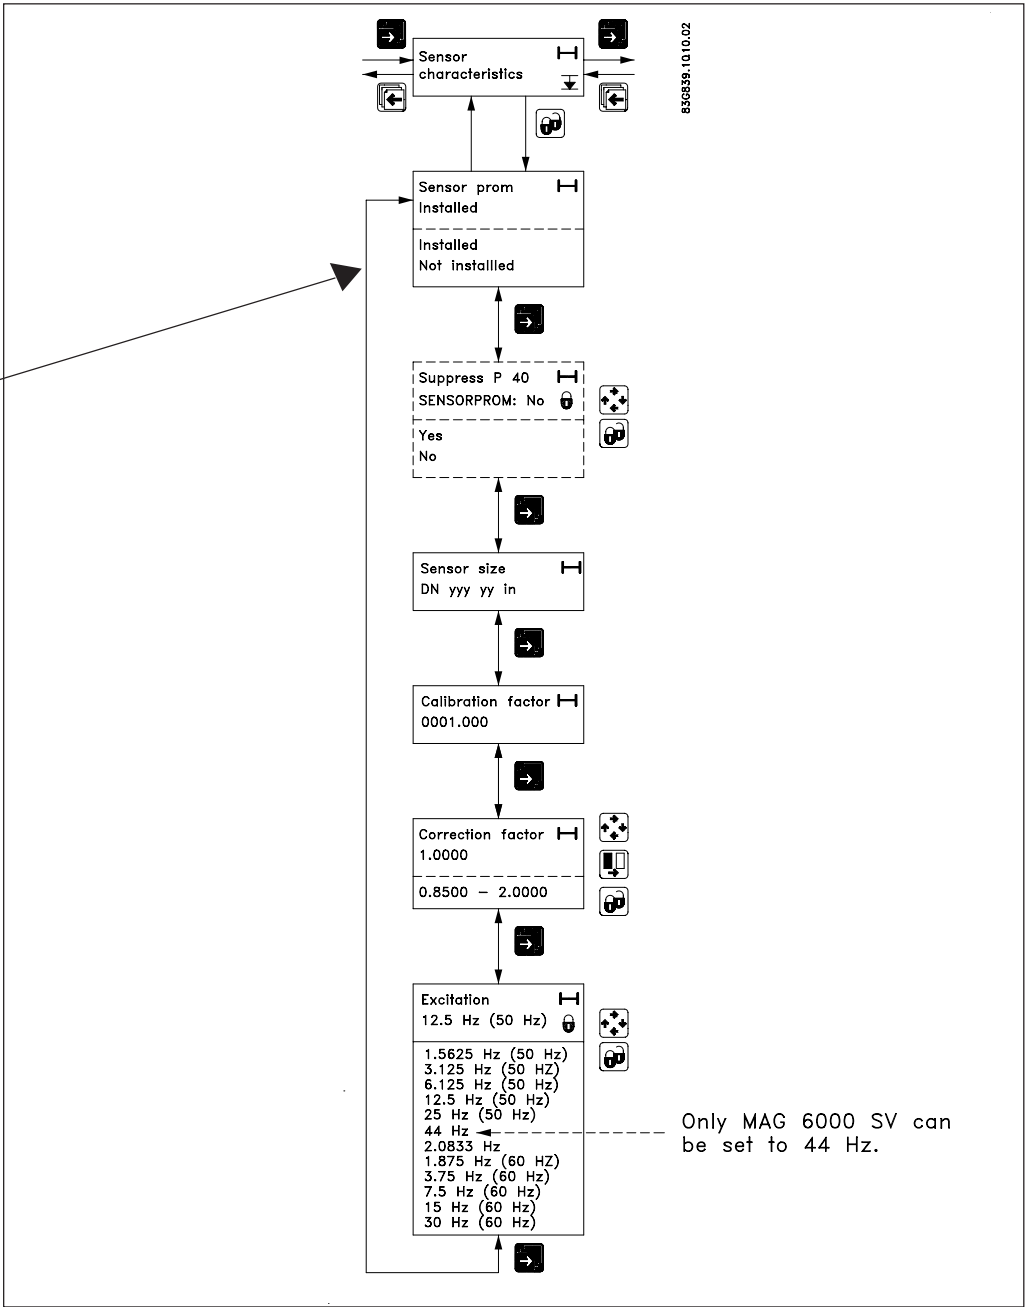 Sensor
characteristics
83G839.10.10.02
Sensor prom
Installed
Installed
Not installled
Suppress P 40
SENSORPROM: No
Yes
No
Sensor size
DN yyy yy in
Calibration factor
0001.000
Correction factor
1.0000
0.8500 – 2.0000
Excitation
12.5 Hz (50 Hz)
1.5625 Hz (50 Hz)
3.125 Hz (50 HZ)
6.125 Hz (50 Hz)
12.5 Hz (50 Hz)
25 Hz (50 Hz)
44 Hz
2.0833 Hz
1.875 Hz (60 HZ)
3.75 Hz (60 Hz)
7.5 Hz (60 Hz)
15 Hz (60 Hz)
30 Hz (60 Hz)
Only MAG 6000 SV can
be set to 44 Hz.